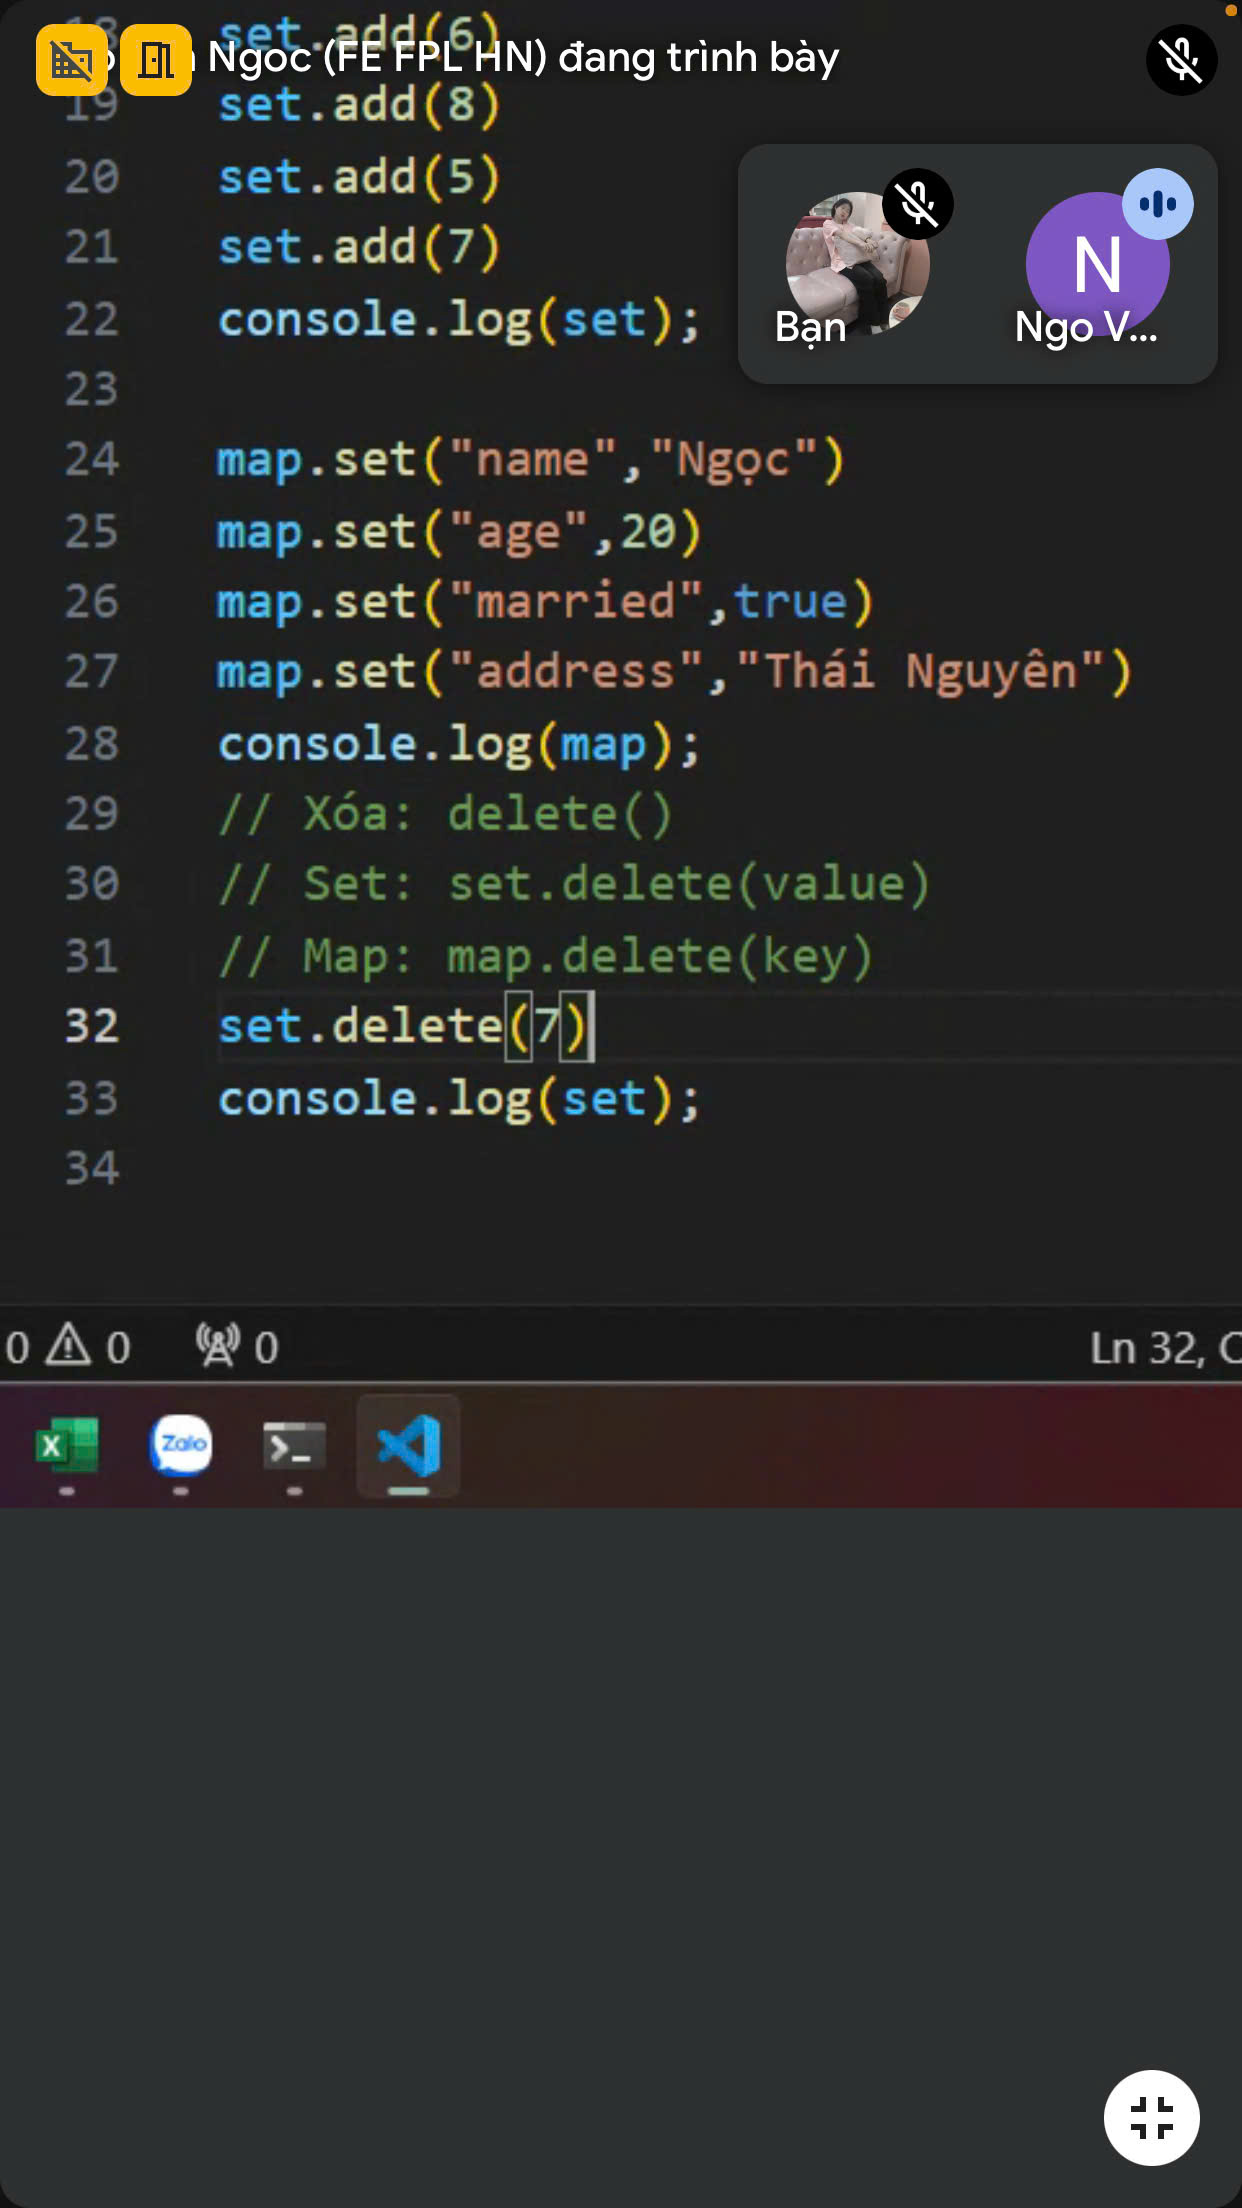 18 set.add(6)
Ngoc (FE FPL HN) đang trình bày
19 set.add(8)
20 set.add(5)
21 set.add(7)
22 console.log(set);
Bạn
N
Ngo V...
23
24 map.set("name","Ngọc")
25 map.set("age",20)
26 map.set("married",true)
27 map.set("address","Thái Nguyên")
28 console.log(map);
29 // Xóa: delete()
30 // Set: set.delete(value)
31 // Map: map.delete(key)
32 set.delete(7)
33 console.log(set);
34
0 0 0
Ln 32, C
X
Zalo